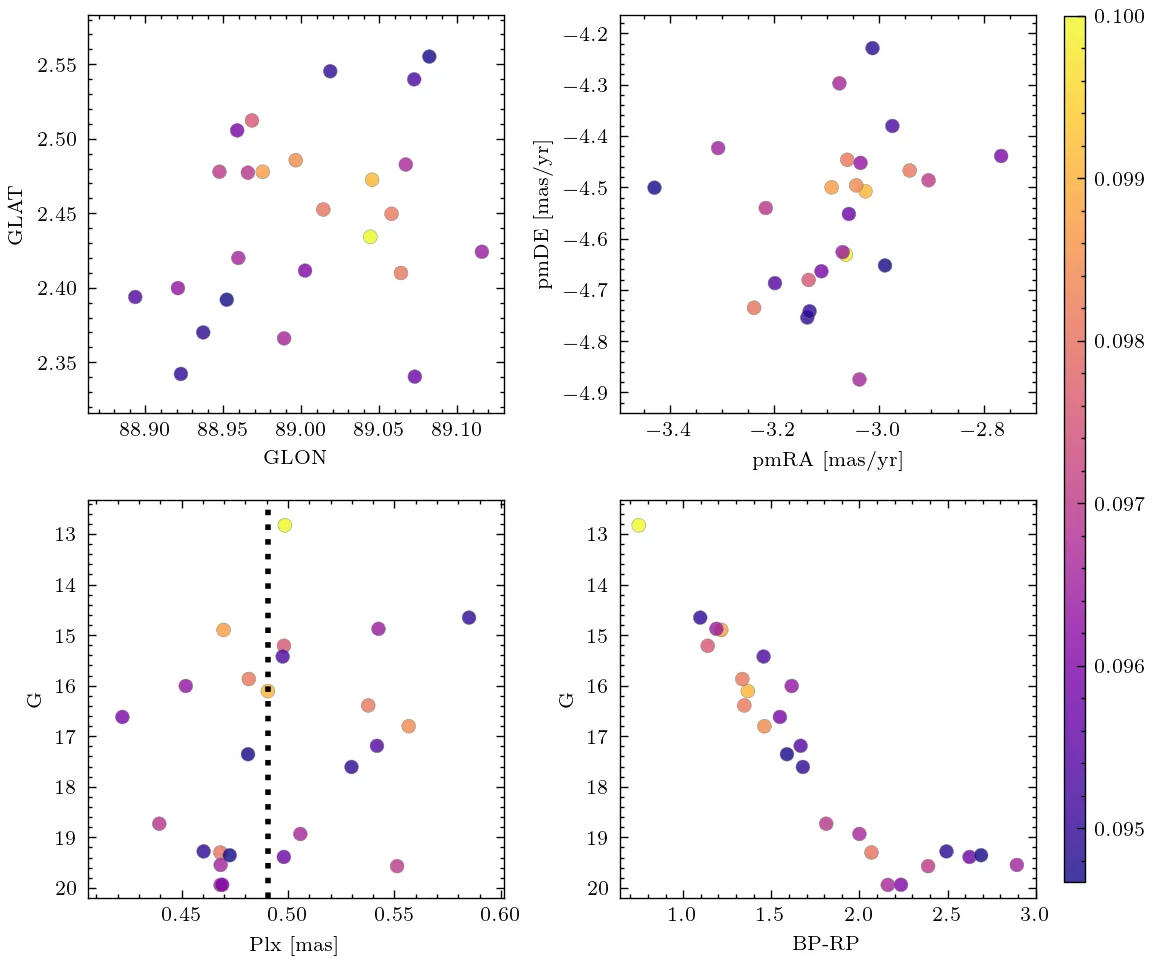 2.55
2.50
2.45
2.40
2.35
GLAT
88.90 88.95 89.00 89.05 89.10
GLON
−4.2
−4.3
−4.4
−4.5
−4.6
−4.7
−4.8
−4.9
pmDE [mas/yr]
−3.4 −3.2 −3.0 −2.8
pmRA [mas/yr]
13
14
15
16
17
18
19
20
G
0.45 0.50 0.55 0.60
Plx [mas]
13
14
15
16
17
18
19
20
G
1.0 1.5 2.0 2.5 3.0
BP-RP
0.100
0.099
0.098
0.097
0.096
0.095